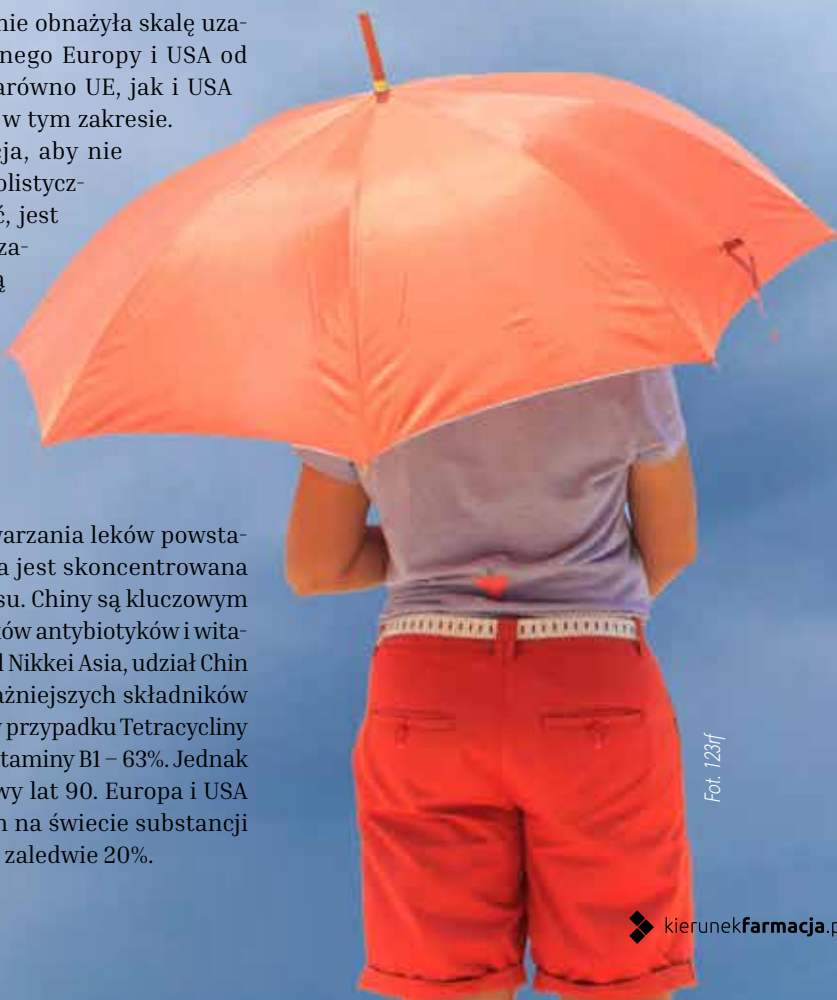 nie obnażyła skalę uza-
nego Europy i USA od
arówno UE, jak i USA
w tym zakresie.
ja, aby nie
olistycz-
ć, jest
za-
ą
warzania leków powsta-
a jest skoncentrowana
su. Chiny są kluczowym
ków antybiotyków i wita-
l Nikkei Asia, udział Chin
ażniejszych składników
w przypadku Tetracycliny
taminy B1 – 63%. Jednak
wy lat 90. Europa i USA
h na świecie substancji
zaledwie 20%.
Fot. 123rf
kierunekfarmacja.p